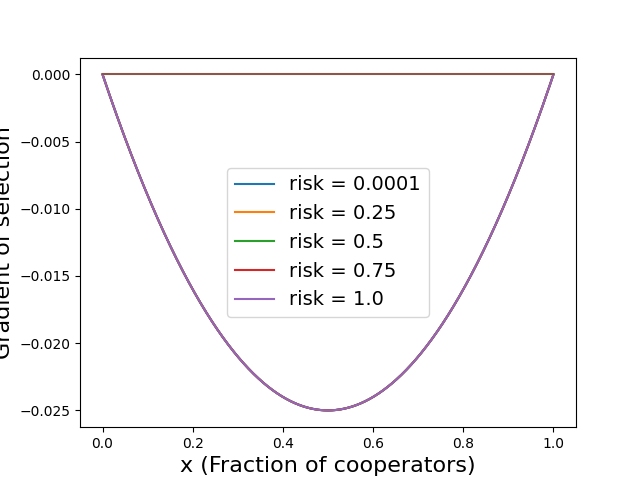 0.000
−0.005
−0.010
−0.015
−0.020
−0.025
Gradient of selection
risk = 0.0001
risk = 0.25
risk = 0.5
risk = 0.75
risk = 1.0
0.0 0.2 0.4 0.6 0.8 1.0
x (Fraction of cooperators)